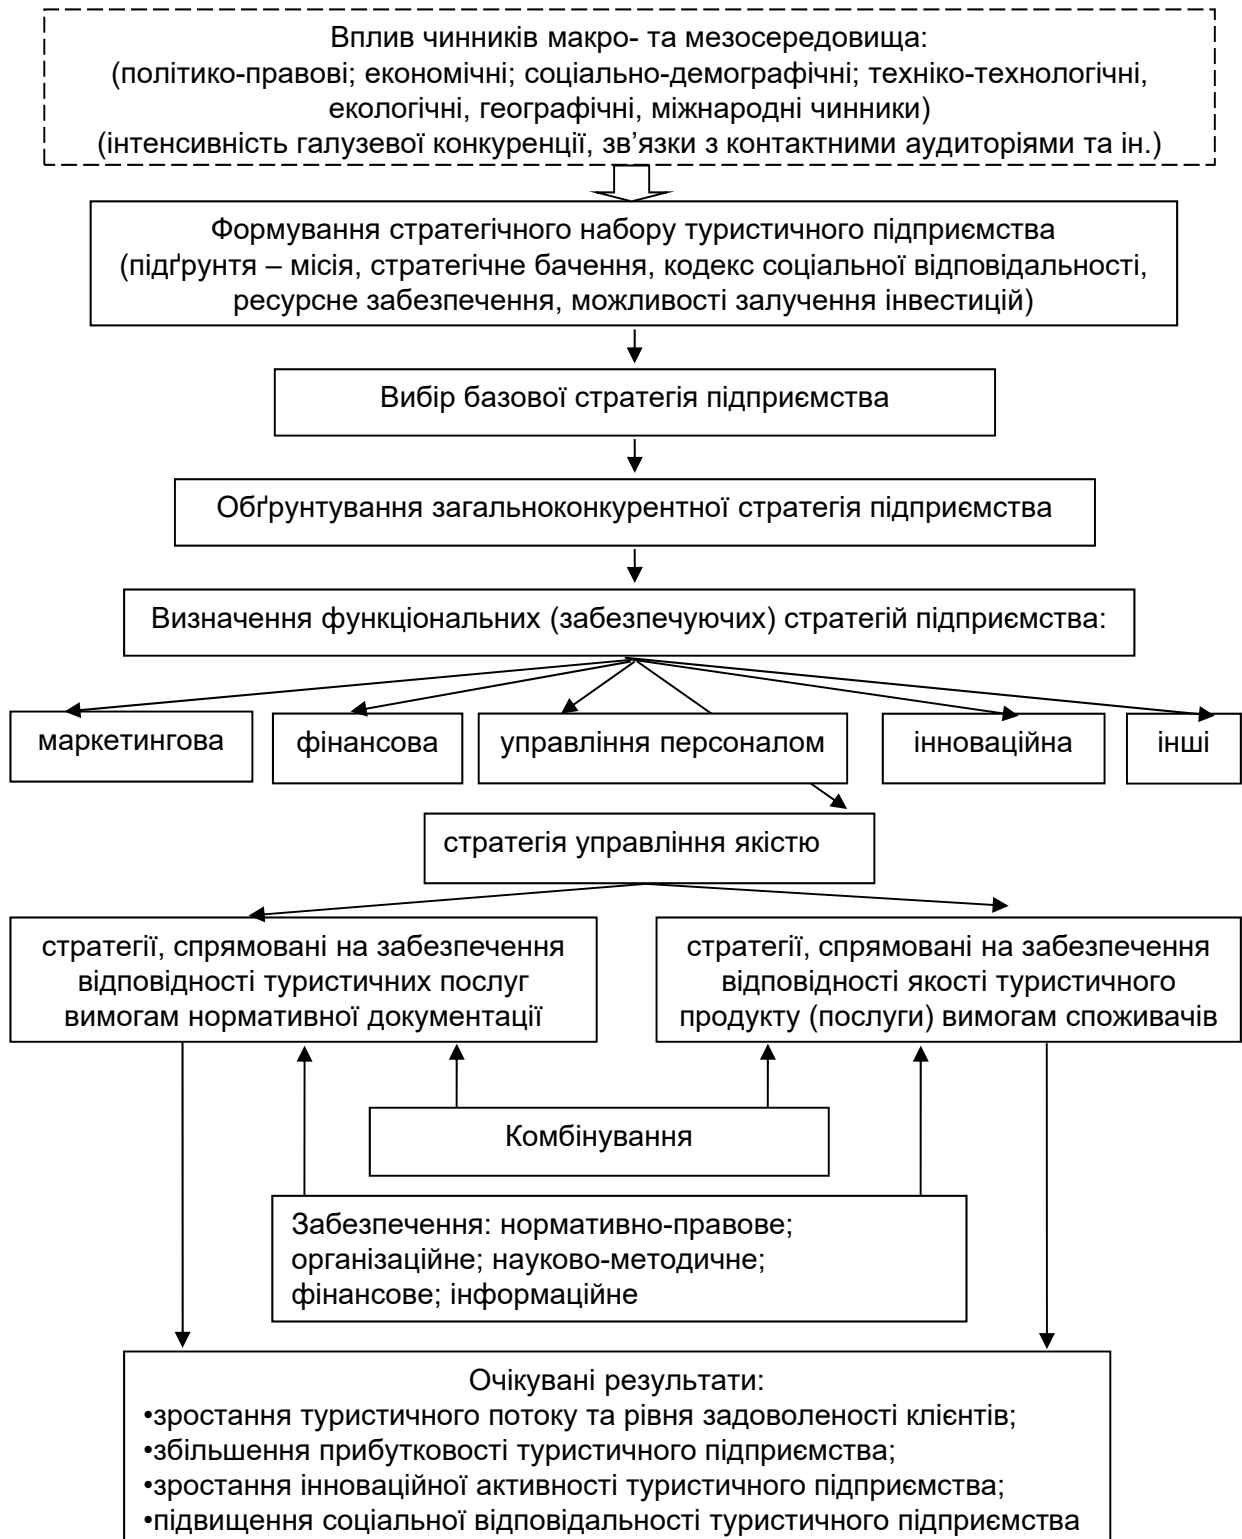 Вплив чинників макро- та мезосередовища:
(політико-правові; економічні; соціально-демографічні; техніко-технологічні,
екологічні, географічні, міжнародні чинники)
(інтенсивність галузевої конкуренції, зв’язки з контактними аудиторіями та ін.)
Формування стратегічного набору туристичного підприємства
(підґрунтя – місія, стратегічне бачення, кодекс соціальної відповідальності,
ресурсне забезпечення, можливості залучення інвестицій)
Вибір базової стратегія підприємства
Обґрунтування загальноконкурентної стратегія підприємства
Визначення функціональних (забезпечуючих) стратегій підприємства:
маркетингова
фінансова
управління персоналом
інноваційна
інші
стратегія управління якістю
стратегії, спрямовані на забезпечення
відповідності туристичних послуг
вимогам нормативної документації
стратегії, спрямовані на забезпечення
відповідності якості туристичного
продукту (послуги) вимогам споживачів
Комбінування
Забезпечення: нормативно-правове;
організаційне; науково-методичне;
фінансове; інформаційне
Очікувані результати:
•зростання туристичного потоку та рівня задоволеності клієнтів;
•збільшення прибутковості туристичного підприємства;
•зростання інноваційної активності туристичного підприємства;
•підвищення соціальної відповідальності туристичного підприємства